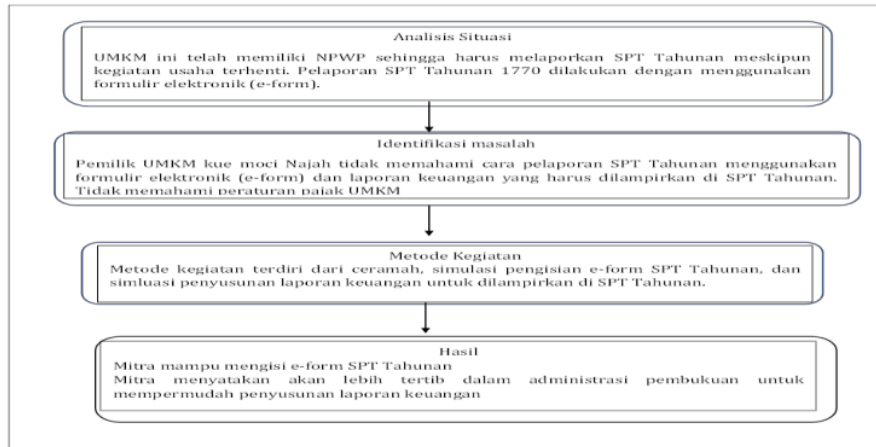 Analisis Situasi
UMKM ini telah memiliki NPWP sehingga harus melaporkan SPT Tahunan meskipun
kegiatan usaha terhenti. Pelaporan SPT Tahunan 1770 dilakukan dengan menggunakan
formulir elektronik (e-form).
Identifikasi masalah
Pemilik UMKM kue moci Najah tidak memahami cara pelaporan SPT Tahunan menggunakan
formulir elektronik (e-form) dan laporan keuangan yang harus dilampirkan di SPT Tahunan.
Tidak memahami peraturan pajak UMKM
Metode Kegiatan
Metode kegiatan terdiri dari ceramah, simulasi pengisian e-form SPT Tahunan, dan
simluasi penyusunan laporan keuangan untuk dilampirkan di SPT Tahunan.
Hasil
Mitra mampu mengisi e-form SPT Tahunan
Mitra menyatakan akan lebih tertib dalam administrasi pembukuan untuk
mempermudah penyusunan laporan keuangan